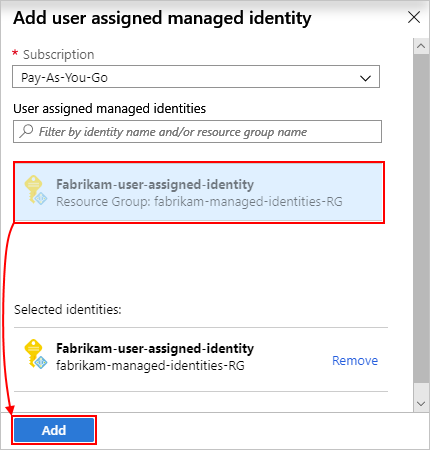 Add user assigned managed identity
* Subscription
Pay-As-You-Go
User assigned managed identities
Filter by identity name and/or resource group name
Fabrikam-user-assigned-identity
Resource Group: fabrikam-managed-identities-RG
Selected identities:
Fabrikam-user-assigned-identity
fabrikam-managed-identities-RG
Remove
Add